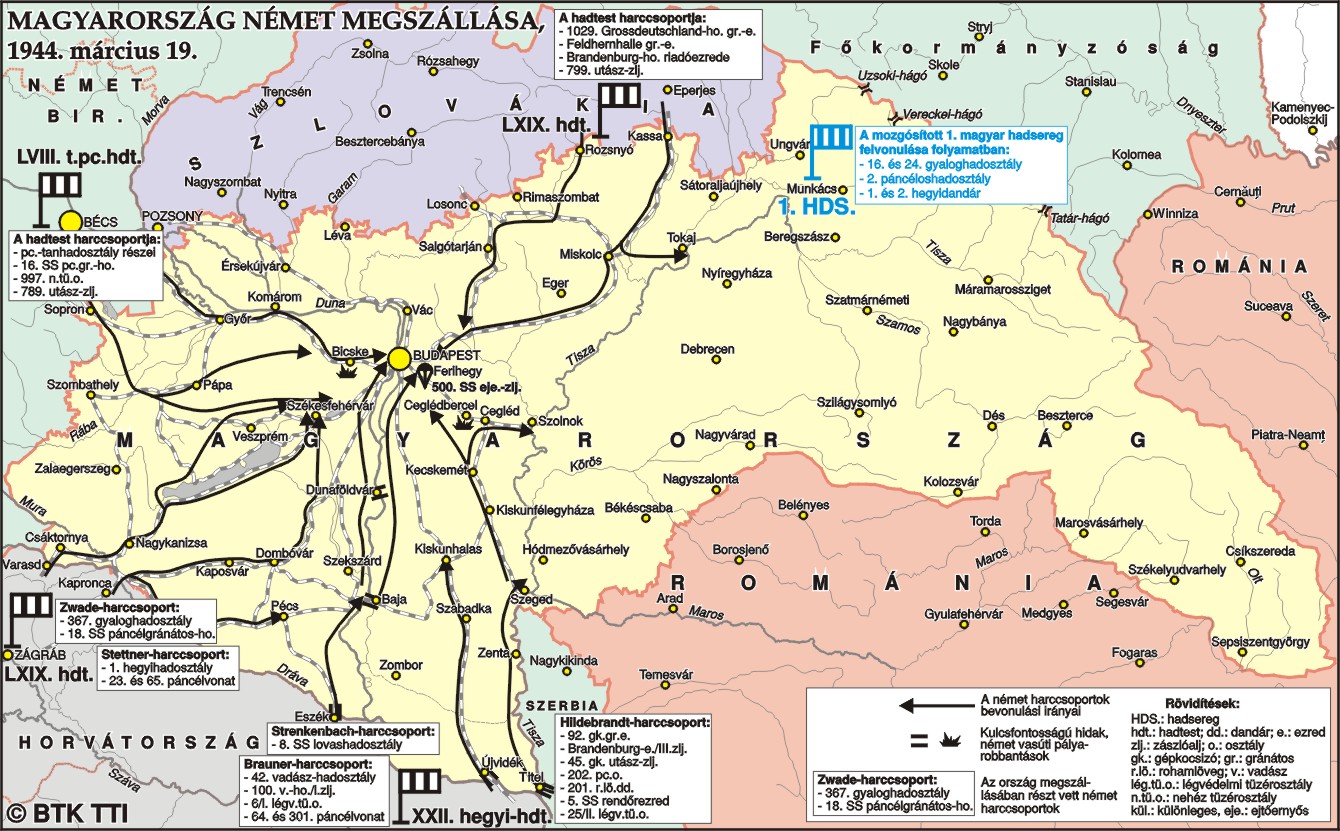 MAGYARORSZÁG NÉMET MEGSZÁLLÁSA,
1944. március 19.
A hadtest harccsoportja:
- 1029. Grossdeutschland-ho. gr.-e.
- Feldhernhalle gr.-e.
- Brandenburg-ho. riadóezrede
- 799. utász-zlj.
LXIX. hdt.
Főkormányzóság
Stryj
Skole
Uzsoki-hágó
Stanislau
Vereckei-hágó
Dnyeszter
Kamenyec-
Podolszkij
Kolomea
Cernăuți
Prut
Winniza
Tatár-hágó
NÉMET
BIR.
Morva
Zsolna
Rózsahegy
Trencsén
Vág
Besztercebánya
SZLOVÁKIA
Nagyszombat
Nyitra
Garam
Eperjes
Kassa
Rozsnyó
LVIII. t.pc.hdt.
BÉCS
POZSONY
A hadtest harccsoportja:
- pc.-tanhadosztály részei
- 16. SS pc.gr.-ho.
- 997. n.tü.o.
- 789. utász-zlj.
Ungvár
Munkács
1. HDS.
A mozgósított 1. magyar hadsereg
felvonulása folyamatban:
- 16. és 24. gyaloghadosztály
- 2. páncéloshadosztály
- 1. és 2. hegyidandár
Beregszász
Sátoraljaújhely
Rimaszombat
Losonc
Léva
Salgótarján
Miskolc
Tokaj
Érsekújvár
Komárom
Duna
Vác
Eger
Nyíregyháza
Tisza
Máramarossziget
Szatmárnémeti
Szamos
Nagybánya
ROMÁNIA
Suceava
Szeret
Sopron
Győr
Bicske
BUDAPEST
Ferihegy
500. SS eje.-zlj.
Tisza
Debrecen
Szombathely
Pápa
Székesfehérvár
Ceglédbercel
Cegléd
Szolnok
Szilágysomlyó
Dés
Beszterce
Rába
Veszprém
MAGYARORSZÁG
Nagyvárad
Piatra-Neamț
Zalaegerszeg
Kecskemét
Körös
Nagyszalonta
Kolozsvár
Dunaföldvár
Kiskunfélegyháza
Békéscsaba
Belényes
Mura
Csáktornya
Nagykanizsa
Torda
Marosvásárhely
Varasd
Dombóvár
Kaposvár
Szekszárd
Kiskunhalas
Hódmezővásárhely
Borosjenő
Maros
Csíkszereda
Kapronca
Székelyudvarhely
Olt
ROMÁNIA
Zwade-harccsoport:
- 367. gyaloghadosztály
- 18. SS páncélgránátos-ho.
Pécs
Baja
Szabadka
Szeged
Arad
Maros
Gyulafehérvár
Medgyes
Segesvár
ZÁGRÁB
LXIX. hdt.
Stettner-harccsoport:
- 1. hegyihadosztály
- 23. és 65. páncélvonat
Dráva
Zombor
Zenta
Nagykikinda
Temesvár
Fogaras
Sepsiszentgyörgy
Eszék
SZERBIA
HORVÁTORSZÁG
Száva
Strenkenbach-harccsoport:
- 8. SS lovashadosztály
Brauner-harccsoport:
- 42. vadász-hadosztály
- 100. v.-ho./I.zlj.
- 6/I. légv.tü.o.
- 64. és 301. páncélvonat
XXII. hegyi-hdt.
Újvidék
Titel
Tisza
Hildebrandt-harccsoport:
- 92. gk.gr.e.
- Brandenburg-e./III.zlj.
- 45. gk. utász-zlj.
- 202. pc.o.
- 201. r.lö.dd.
- 5. SS rendőrezred
- 25/II. légv.tü.o.
A német harccsoportok
bevonulási irányai
Kulcsfontosságú hidak,
német vasúti pálya-
robbantások
Zwade-harccsoport:
- 367. gyaloghadosztály
- 18. SS páncélgránátos-ho.
Az ország megszál-
lásában részt vett német
harccsoportok
Rövidítések:
HDS.: hadsereg
hdt.: hadtest; dd.: dandár; e.: ezred
zlj.: zászlóalj; o.: osztály
gk.: gépkocsizó; gr.: gránátos
r.lö.: rohamlöveg; v.: vadász
lég.tü.o.: légvédelmi tüzérosztály
n.tü.o.: nehéz tüzérosztály
kül.: különleges, eje.: ejtőernyős
© BTK TTI